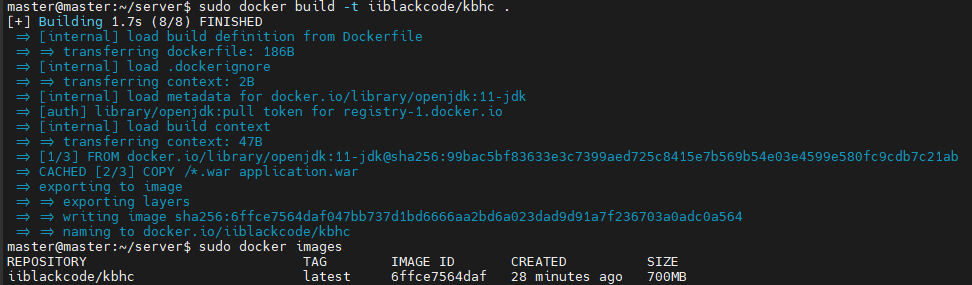 master@master:~/server$ sudo docker build -t iiblackcode/kbhc .
[+] Building 1.7s (8/8) FINISHED
=> [internal] load build definition from Dockerfile
=> => transferring dockerfile: 186B
=> [internal] load .dockerignore
=> => transferring context: 2B
=> [internal] load metadata for docker.io/library/openjdk:11-jdk
=> [auth] library/openjdk:pull token for registry-1.docker.io
=> [internal] load build context
=> => transferring context: 47B
=> [1/3] FROM docker.io/library/openjdk:11-jdk@sha256:99bac5bf83633e3c7399aed725c8415e7b569b54e03e4599e580fc9cdb7c21ab
=> CACHED [2/3] COPY /*.war application.war
=> exporting to image
=> => exporting layers
=> => writing image sha256:6ffce7564daf047bb737d1bd6666aa2bd6a023dad9d91a7f236703a0adc0a564
=> => naming to docker.io/iiblackcode/kbhc
master@master:~/server$ sudo docker images
REPOSITORY TAG IMAGE ID CREATED SIZE
iiblackcode/kbhc latest 6ffce7564daf 28 minutes ago 700MB